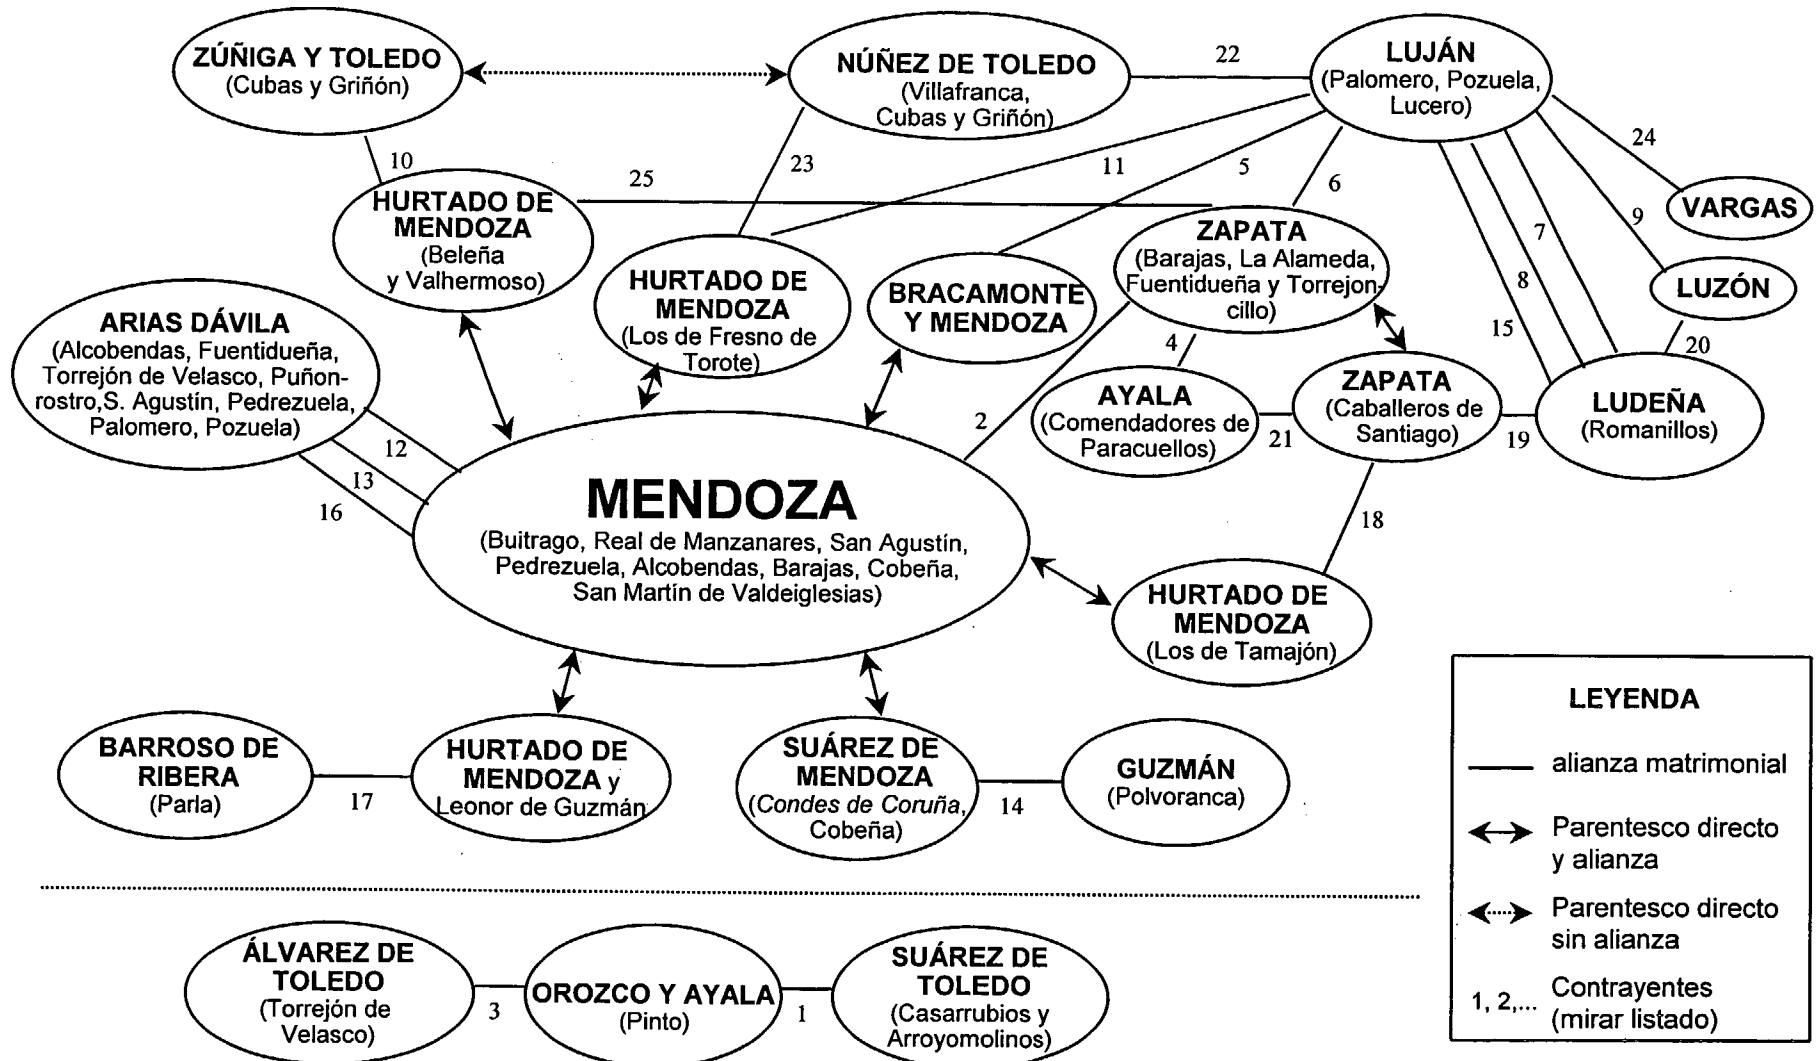 ZÚÑIGA Y TOLEDO
(Cubas y Griñón)
NÚÑEZ DE TOLEDO
(Villafranca,
Cubas y Griñón)
22
LUJÁN
(Palomero, Pozuela,
Lucero)
24
VARGAS
10
25
23
11
5
6
9
7
8
15
LUZÓN
20
HURTADO DE
MENDOZA
(Beleña
y Valhermoso)
HURTADO DE
MENDOZA
(Los de Fresno de
Torote)
BRACAMONTE
Y MENDOZA
ZAPATA
(Barajas, La Alameda,
Fuentidueña y Torrejon-
cillo)
ARIAS DÁVILA
(Alcobendas, Fuentidueña,
Torrejón de Velasco, Puñon-
rostro,S. Agustín, Pedrezuela,
Palomero, Pozuela)
12
13
16
2
4
AYALA
(Comendadores de
Paracuellos)
21
ZAPATA
(Caballeros de
Santiago)
19
LUDEÑA
(Romanillos)
18
MENDOZA
(Buitrago, Real de Manzanares, San Agustín,
Pedrezuela, Alcobendas, Barajas, Cobeña,
San Martín de Valdeiglesias)
HURTADO DE
MENDOZA
(Los de Tamajón)
BARROSO DE
RIBERA
(Parla)
17
HURTADO DE
MENDOZA y
Leonor de Guzmán
SUÁREZ DE
MENDOZA
(Condes de Coruña,
Cobeña)
14
GUZMÁN
(Polvoranca)
ÁLVAREZ DE
TOLEDO
(Torrejón de
Velasco)
3
OROZCO Y AYALA
(Pinto)
1
SUÁREZ DE
TOLEDO
(Casarrubios y
Arroyomolinos)
LEYENDA
alianza matrimonial
Parentesco directo
y alianza
Parentesco directo
sin alianza
1, 2,... Contrayentes
(mirar listado)